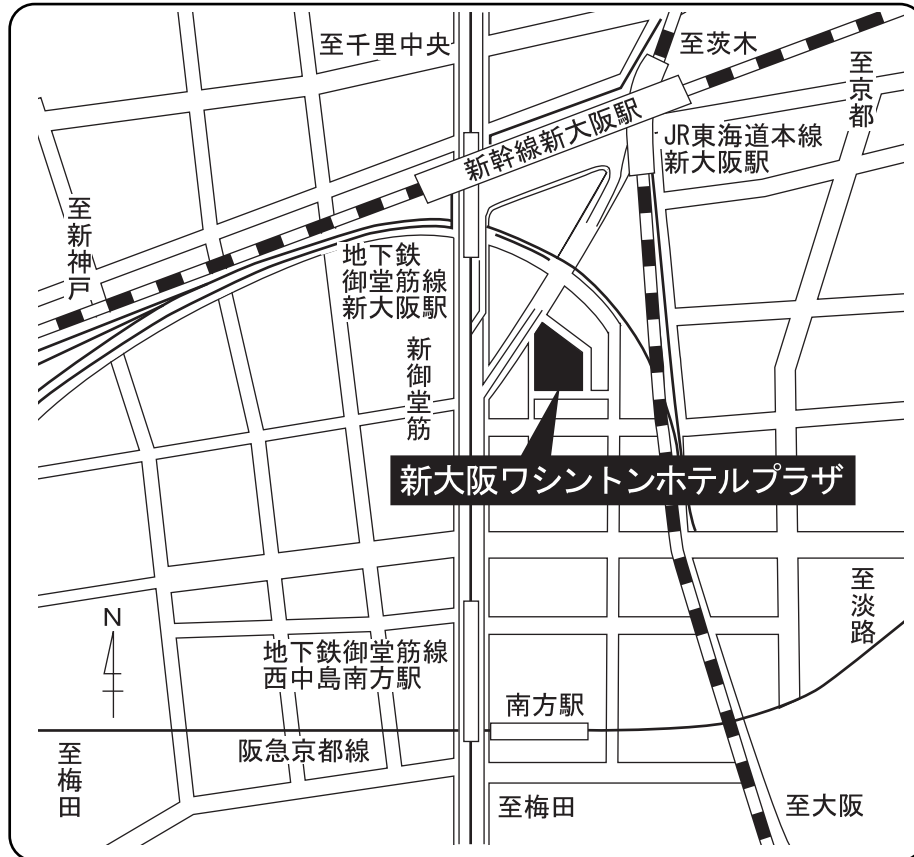 至千里中央
至茨木
至京都
新幹線新大阪駅
JR東海道本線
新大阪駅
至新神戸
地下鉄
御堂筋線
新大阪駅
新御堂筋
新大阪ワシントンホテルプラザ
至淡路
N
地下鉄御堂筋線
西中島南方駅
南方駅
阪急京都線
至梅田
至梅田
至大阪